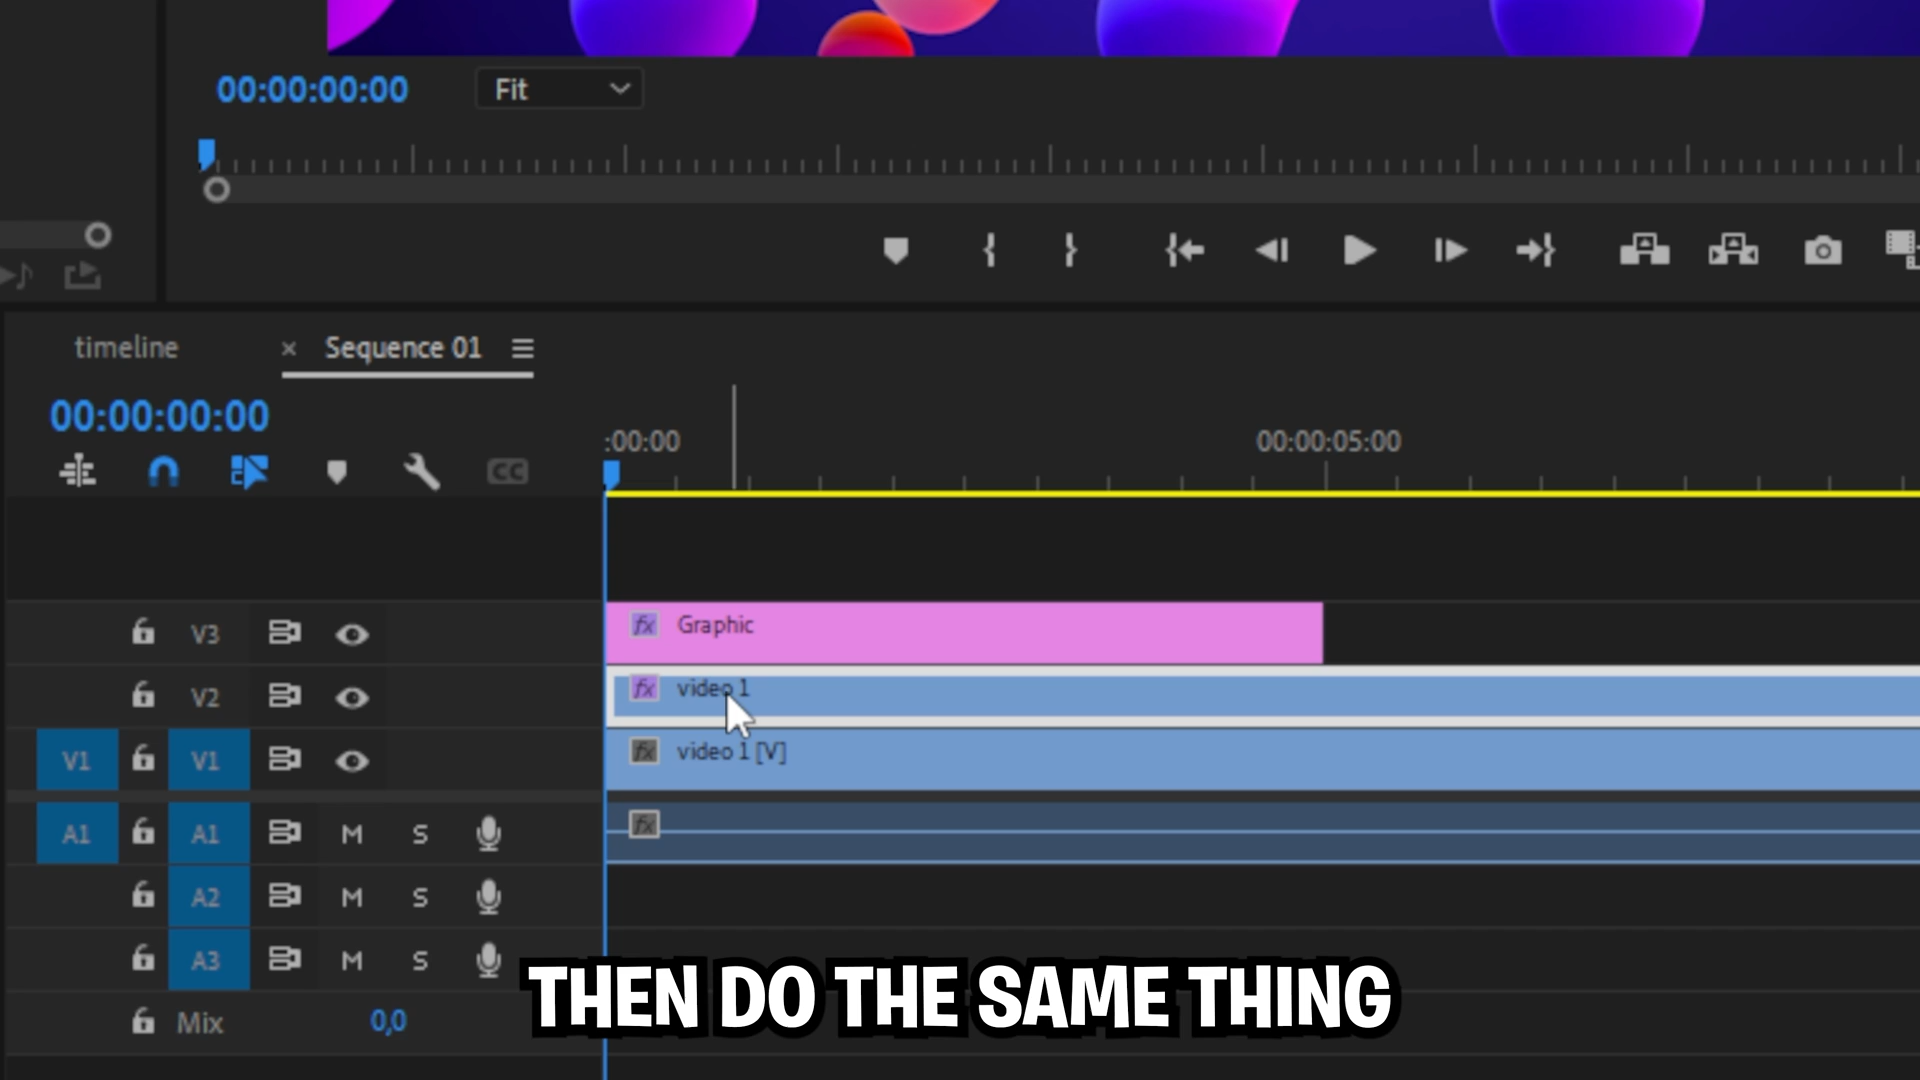 00:00:00:00 Fit
timeline × Sequence 01
00:00:00:00
:00:00 00:00:05:00
CC
V3 fx Graphic
V2 fx video 1
V1 V1 fx video 1 [V]
A1 A1 M S fx
A2 M S
A3 M S
THEN DO THE SAME THING
Mix 0,0